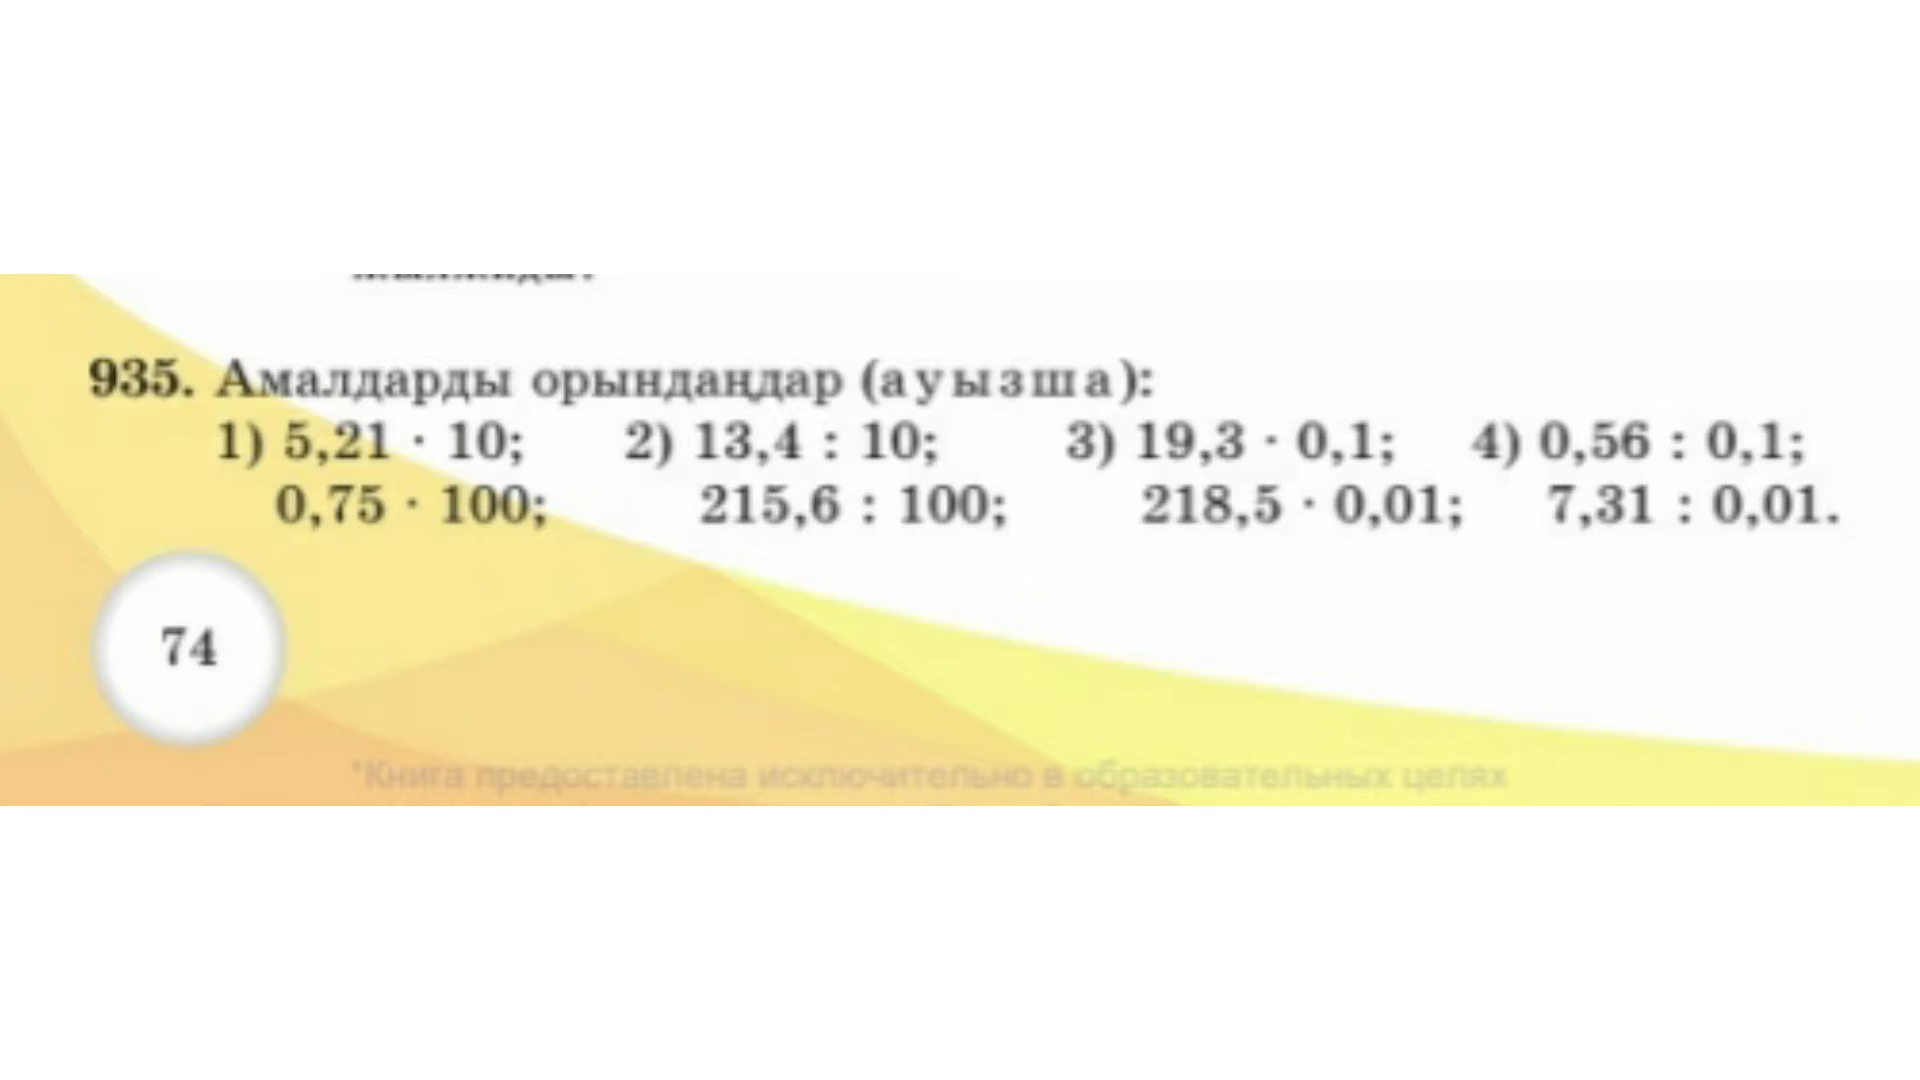 935. Амалдарды орындаңдар (ауызша):
1) 5,21 · 10; 2) 13,4 : 10; 3) 19,3 · 0,1; 4) 0,56 : 0,1;
0,75 · 100; 215,6 : 100; 218,5 · 0,01; 7,31 : 0,01.
74
*Книга предоставлена исключительно в образовательных целях